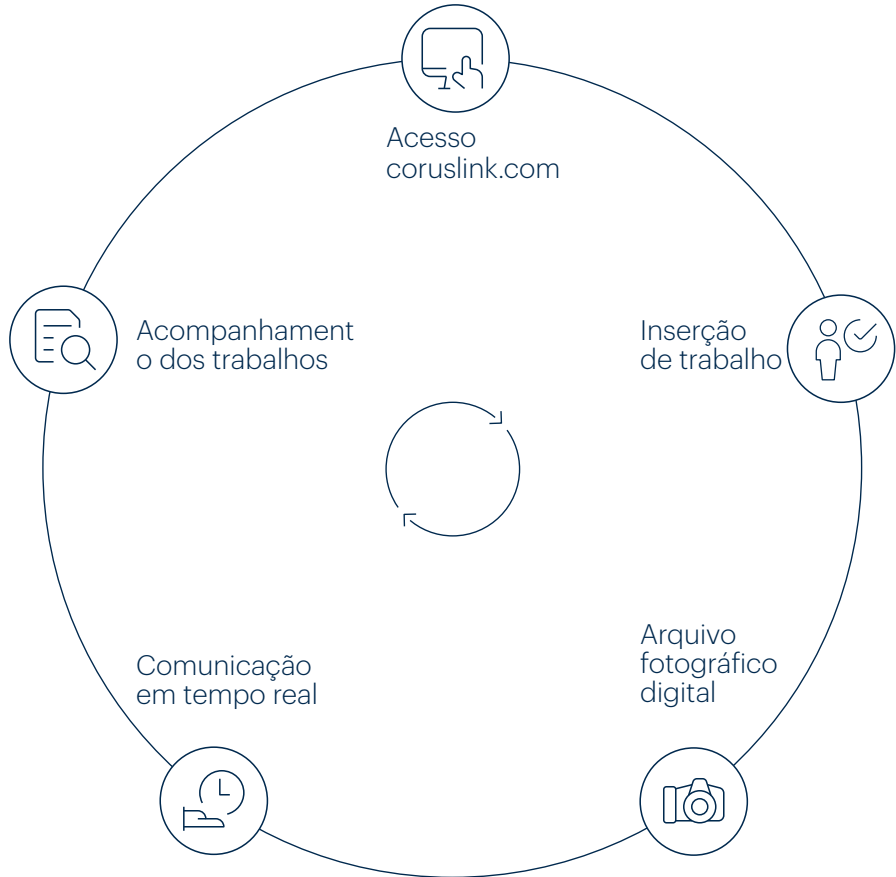 Acesso
coruslink.com
Acompanhament
o dos trabalhos
Inserção
de trabalho
Arquivo
fotográfico
digital
Comunicação
em tempo real